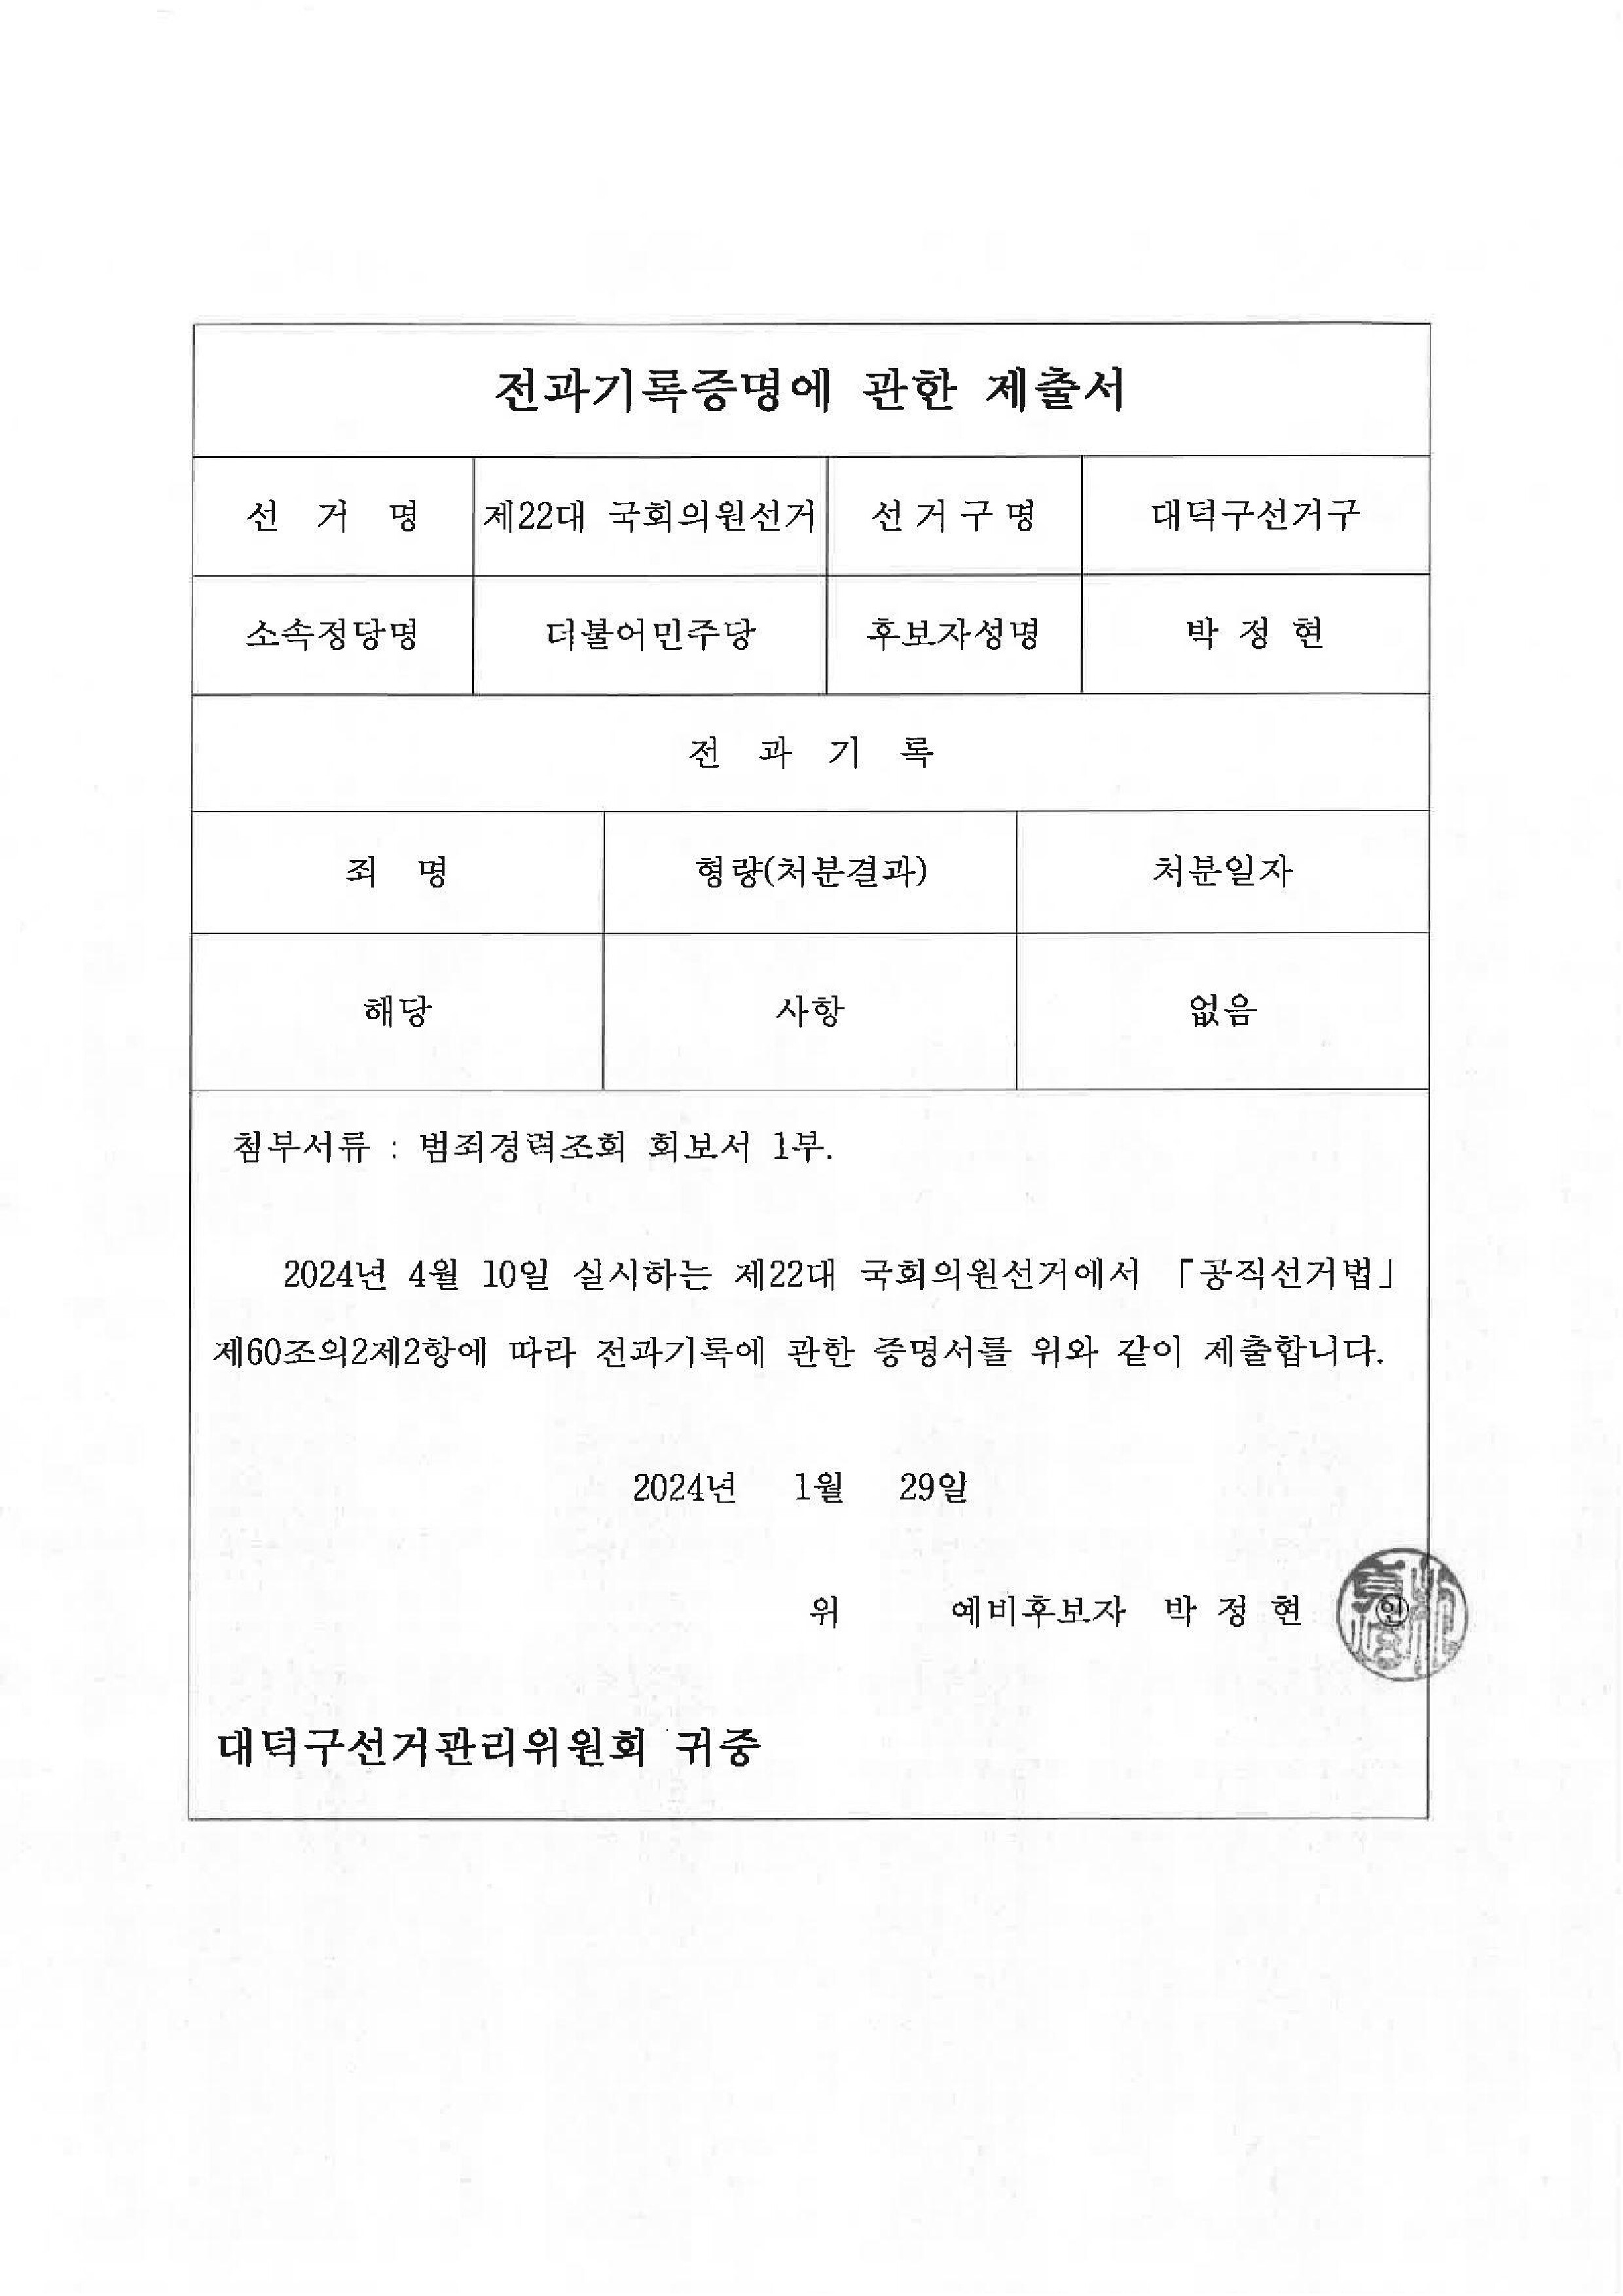 전과기록증명에 관한 제출서
선 거 명 제22대 국회의원선거 선거구명 대덕구선거구
소속정당명 더불어민주당 후보자성명 박 정 현
전 과 기 록
죄 명 형량(처분결과) 처분일자
해당 사항 없음
첨부서류 : 범죄경력조회 회보서 1부.
2024년 4월 10일 실시하는 제22대 국회의원선거에서 「공직선거법」
제60조의2제2항에 따라 전과기록에 관한 증명서를 위와 같이 제출합니다.
2024년 1월 29일
위 예비후보자 박 정 현 ㊞
대덕구선거관리위원회 귀중